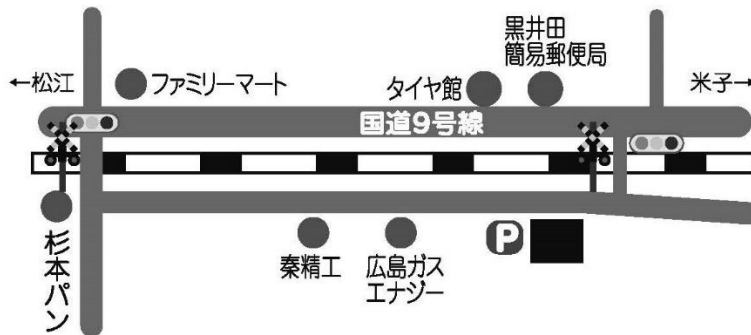 ←松江
ファミリーマート
タイヤ館
黒井田
簡易郵便局
米子→
国道9号線
杉本パン
秦精工
広島ガス
エナジー
P